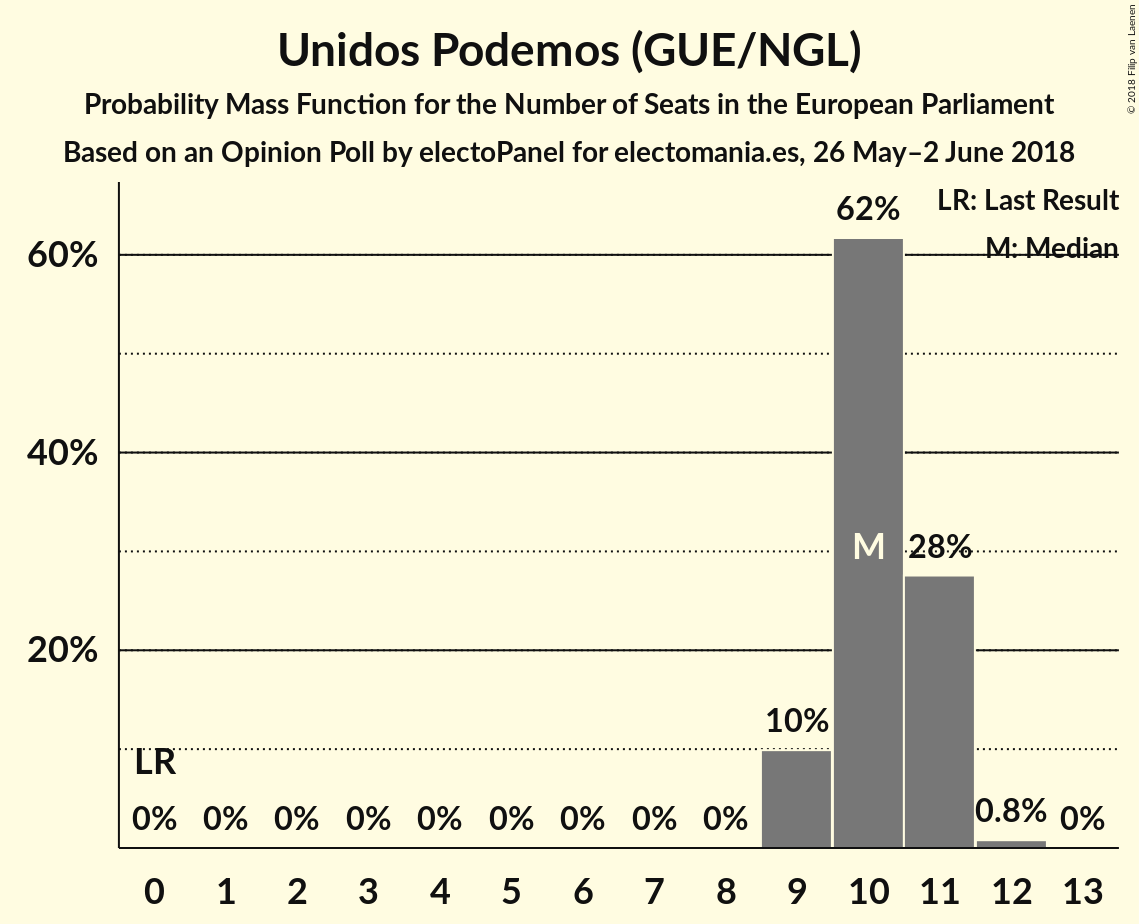 Unidos Podemos (GUE/NGL)
Probability Mass Function for the Number of Seats in the European Parliament
Based on an Opinion Poll by electoPanel for electomania.es, 26 May–2 June 2018
© 2018 Filip van Laenen
LR: Last Result
M: Median
62%
60%
40%
M
28%
20%
10%
LR
0% 0% 0% 0% 0% 0% 0% 0% 0% 0.8% 0%
0 1 2 3 4 5 6 7 8 9 10 11 12 13